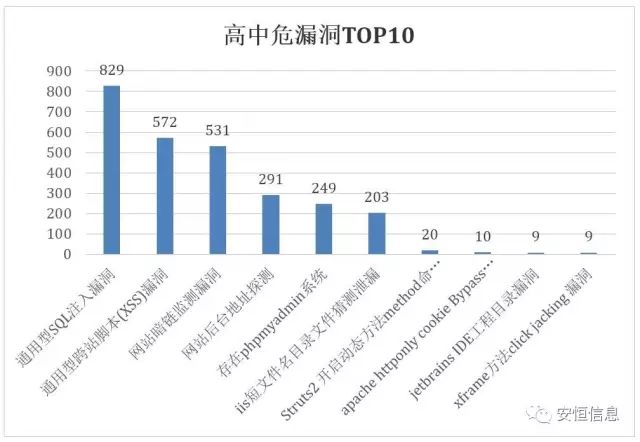 高中危漏洞TOP10
900
800
700
600
500
400
300
200
100
0
829
572
531
291
249
203
20
10
9
9
通用型SQL注入漏洞
通用型跨站脚本(XSS)漏洞
网站暗链监测漏洞
网站后台地址探测
存在phpmyadmin系统
iis短文件名目录文件猜测泄漏
Struts2 开启动态方法method命…
apache httponly cookie Bypass…
jetbrains IDE工程目录漏洞
xframe方法click jacking 漏洞
安恒信息